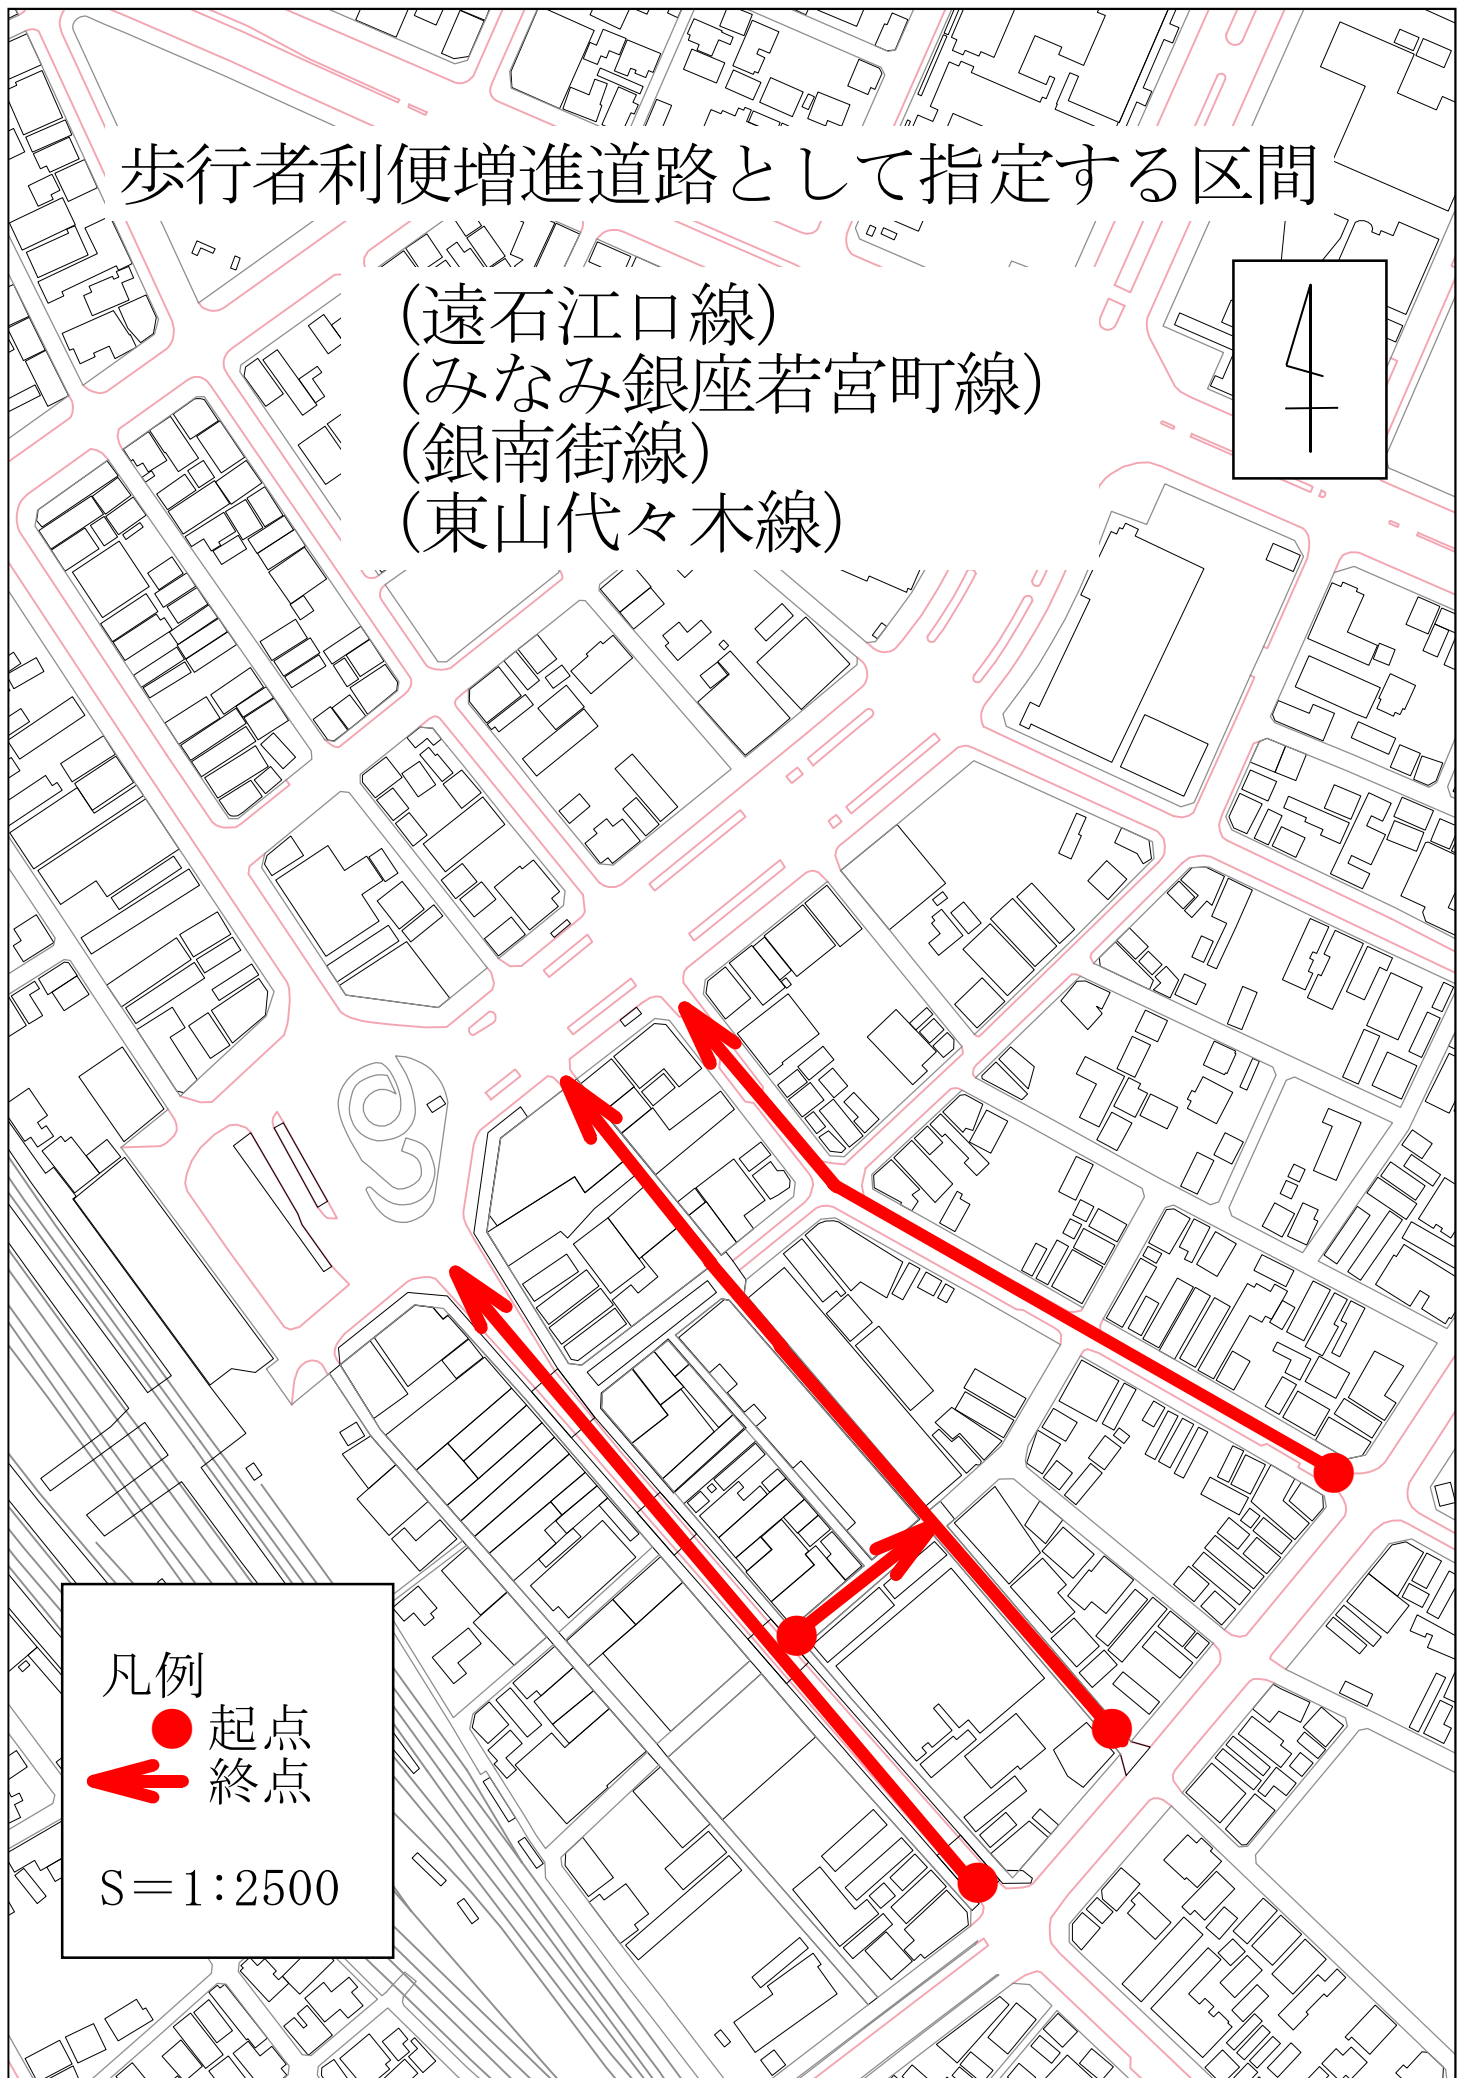 歩行者利便増進道路として指定する区間
(遠石江口線)
(みなみ銀座若宮町線)
(銀南街線)
(東山代々木線)
凡例
起点
終点
S=1:2500